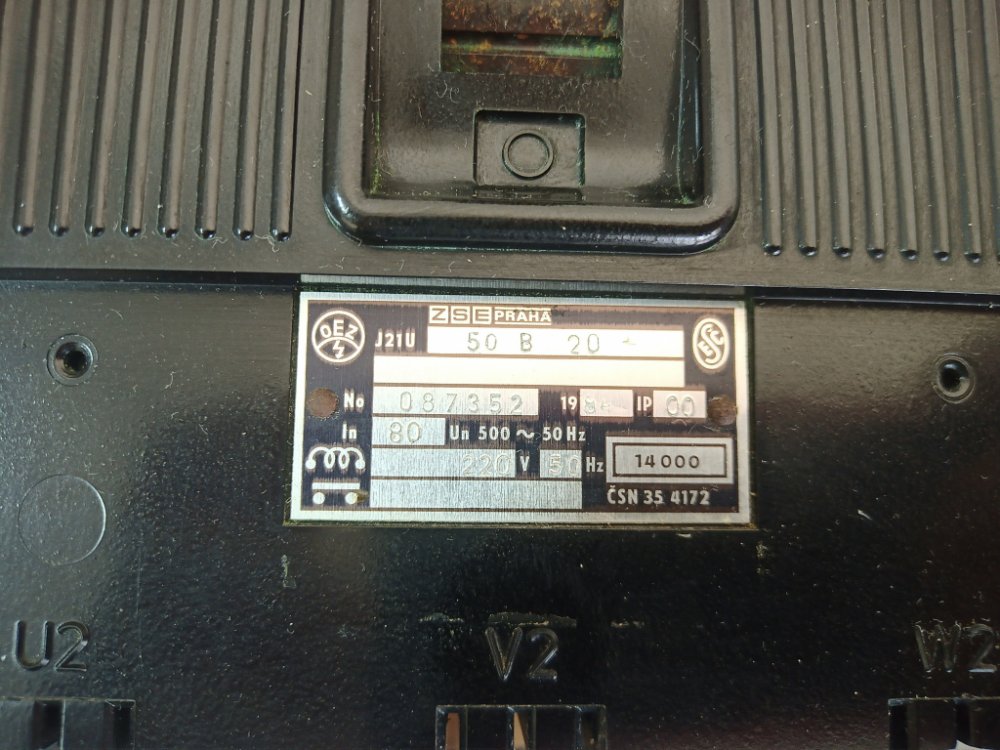 ZSE PRAHA
OEZ
J21U 50 B 20
No 087352 19 IP 00
In 80 Un 500 ~ 50 Hz
220 V 50 Hz 14000
ČSN 35 4172
U2 V2 W2